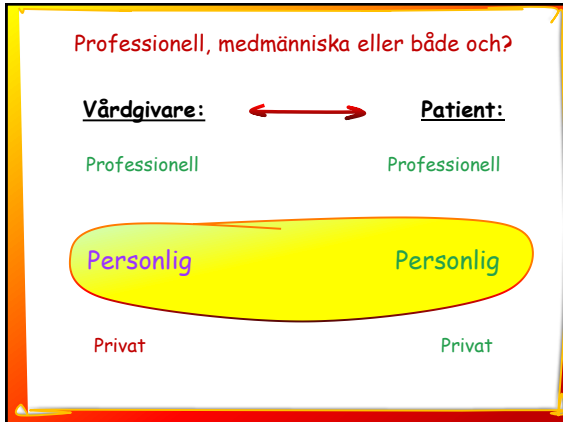 Professionell, medmänniska eller både och?
Vårdgivare: Patient:
Professionell Professionell
Personlig Personlig
Privat Privat